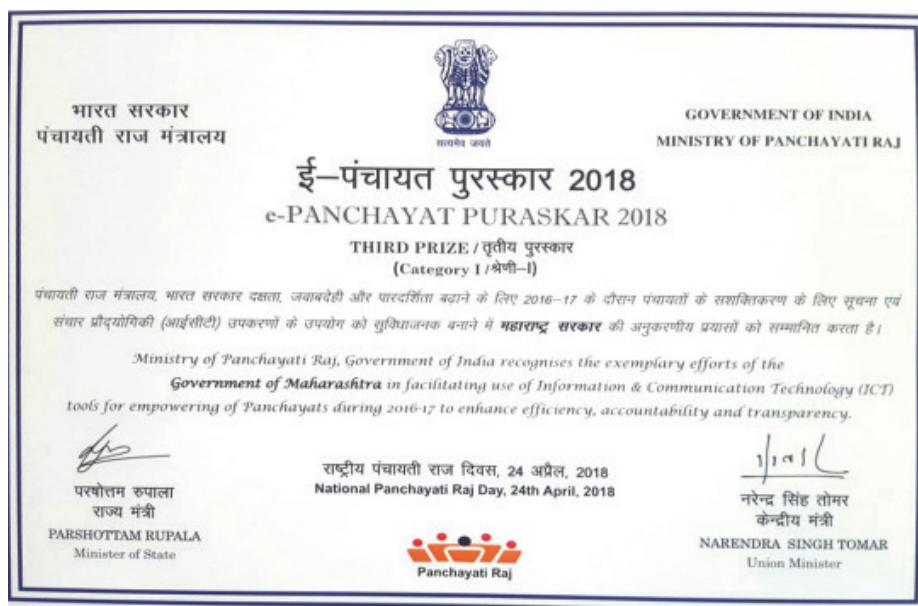 भारत सरकार
पंचायती राज मंत्रालय
सत्यमेव जयते
GOVERNMENT OF INDIA
MINISTRY OF PANCHAYATI RAJ
ई–पंचायत पुरस्कार 2018
e-PANCHAYAT PURASKAR 2018
THIRD PRIZE / तृतीय पुरस्कार
(Category I /श्रेणी–I)
पंचायती राज मंत्रालय, भारत सरकार दक्षता, जवाबदेही और पारदर्शिता बढ़ाने के लिए 2016–17 के दौरान पंचायतों के सशक्तिकरण के लिए सूचना एवं
संचार प्रौद्योगिकी (आईसीटी) उपकरणों के उपयोग को सुविधाजनक बनाने में महाराष्ट्र सरकार की अनुकरणीय प्रयासों को सम्मानित करता है।
Ministry of Panchayati Raj, Government of India recognises the exemplary efforts of the
Government of Maharashtra in facilitating use of Information & Communication Technology (ICT)
tools for empowering of Panchayats during 2016-17 to enhance efficiency, accountability and transparency.
परषोत्तम रुपाला
राज्य मंत्री
PARSHOTTAM RUPALA
Minister of State
राष्ट्रीय पंचायती राज दिवस, 24 अप्रैल, 2018
National Panchayati Raj Day, 24th April, 2018
Panchayati Raj
नरेन्द्र सिंह तोमर
केन्द्रीय मंत्री
NARENDRA SINGH TOMAR
Union Minister